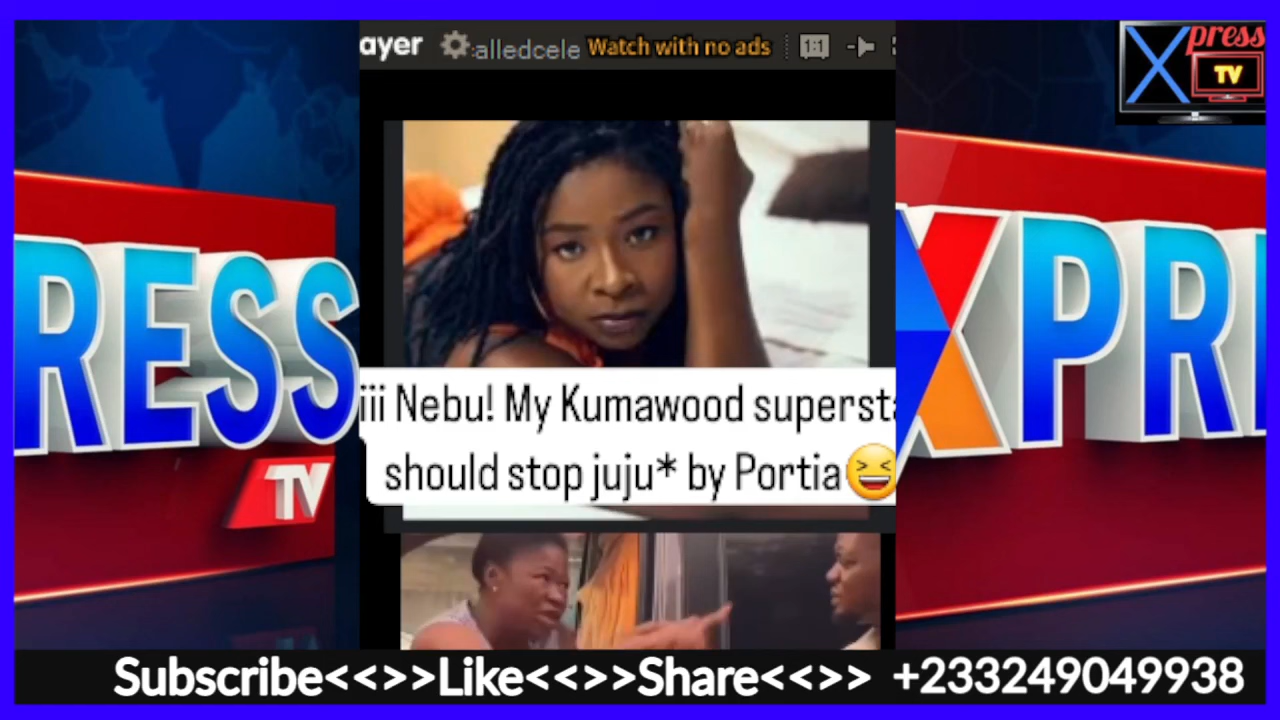 Xpress
TV
ayer
alledcele
Watch with no ads
1:1
RESS
TV
XPR
iii Nebu! My Kumawood supersta
should stop juju* by Portia😆
Subscribe<<>>Like<<>>Share<<>> +233249049938